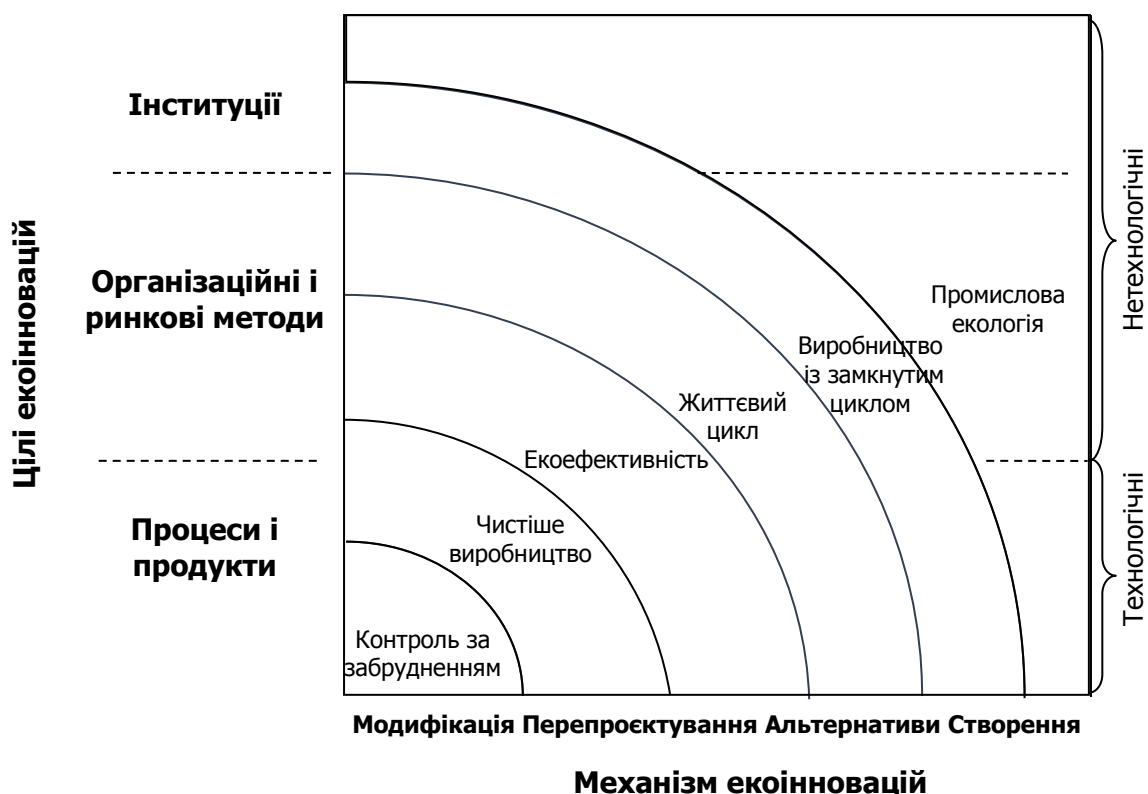 Інституції
Організаційні і
ринкові методи
Процеси і
продукти
Цілі екоінновацій
Промислова
екологія
Виробництво
із замкнутим
циклом
Життєвий
цикл
Екоефективність
Чистіше
виробництво
Контроль за
забрудненням
Нетехнологічні
Технологічні
Модифікація Перепроєктування Альтернативи Створення
Механізм екоінновацій